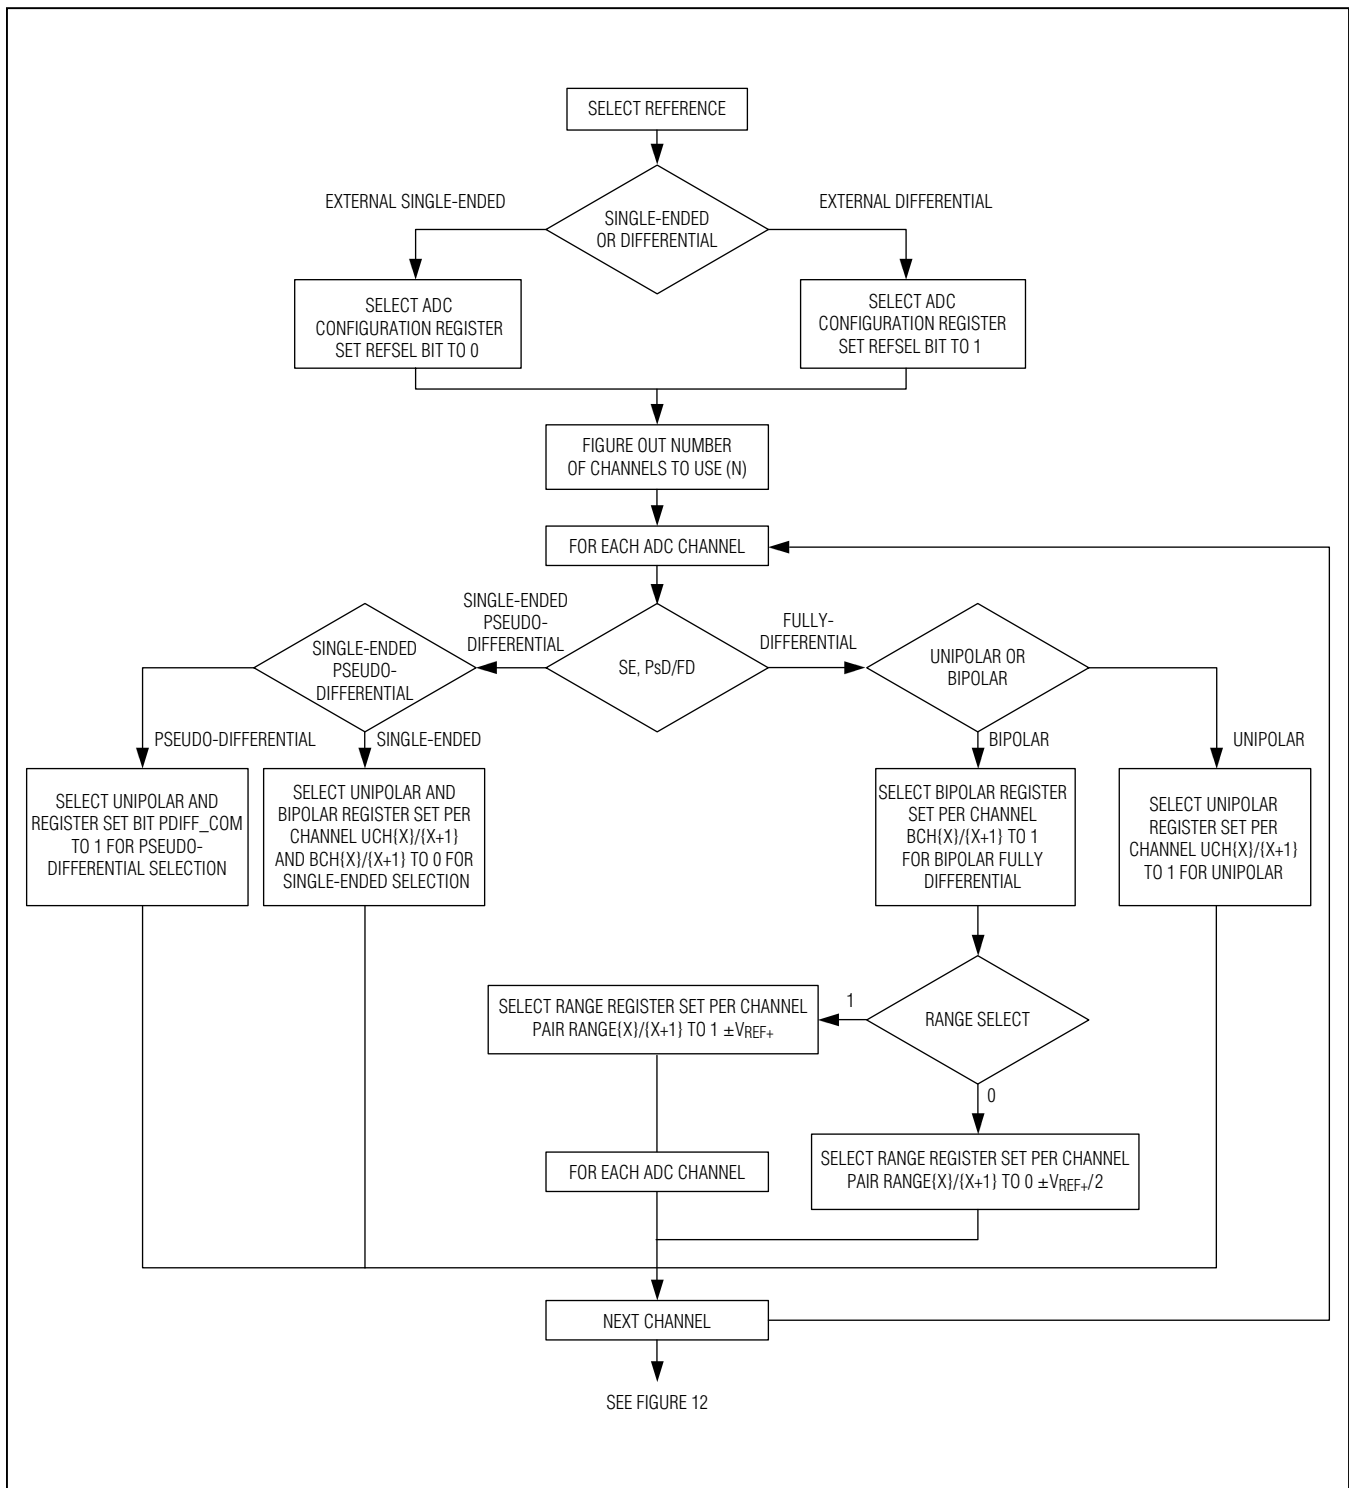 SELECT REFERENCE
EXTERNAL SINGLE-ENDED
EXTERNAL DIFFERENTIAL
SINGLE-ENDED
OR DIFFERENTIAL
SELECT ADC
CONFIGURATION REGISTER
SET REFSEL BIT TO 0
SELECT ADC
CONFIGURATION REGISTER
SET REFSEL BIT TO 1
FIGURE OUT NUMBER
OF CHANNELS TO USE (N)
FOR EACH ADC CHANNEL
SINGLE-ENDED
PSEUDO-
DIFFERENTIAL
FULLY-
DIFFERENTIAL
SINGLE-ENDED
PSEUDO-
DIFFERENTIAL
SE, PsD/FD
UNIPOLAR OR
BIPOLAR
PSEUDO-DIFFERENTIAL
SINGLE-ENDED
BIPOLAR
UNIPOLAR
SELECT UNIPOLAR AND
REGISTER SET BIT PDIFF_COM
TO 1 FOR PSEUDO-
DIFFERENTIAL SELECTION
SELECT UNIPOLAR AND
BIPOLAR REGISTER SET PER
CHANNEL UCH{X}/{X+1}
AND BCH{X}/{X+1} TO 0 FOR
SINGLE-ENDED SELECTION
SELECT BIPOLAR REGISTER
SET PER CHANNEL
BCH{X}/{X+1} TO 1
FOR BIPOLAR FULLY
DIFFERENTIAL
SELECT UNIPOLAR
REGISTER SET PER
CHANNEL UCH{X}/{X+1}
TO 1 FOR UNIPOLAR
SELECT RANGE REGISTER SET PER CHANNEL
PAIR RANGE{X}/{X+1} TO 1 ±VREF+
1
RANGE SELECT
0
FOR EACH ADC CHANNEL
SELECT RANGE REGISTER SET PER CHANNEL
PAIR RANGE{X}/{X+1} TO 0 ±VREF+/2
NEXT CHANNEL
SEE FIGURE 12